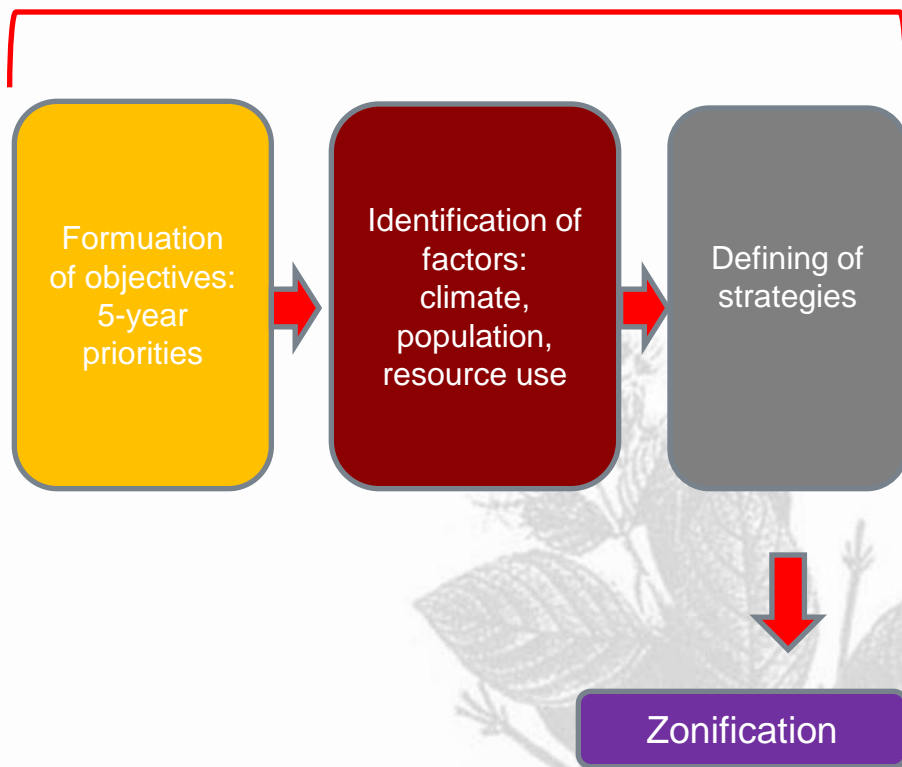 Formuation
of objectives:
5-year
priorities
Identification of
factors:
climate,
population,
resource use
Defining of
strategies
Zonification